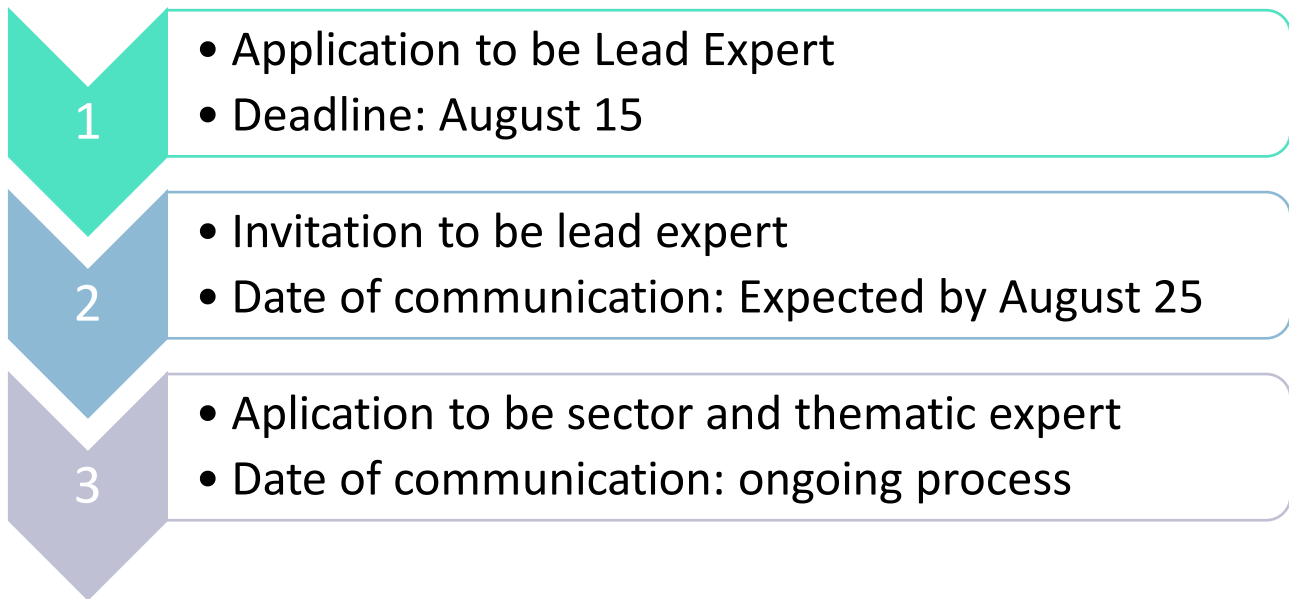 1
• Application to be Lead Expert
• Deadline: August 15
2
• Invitation to be lead expert
• Date of communication: Expected by August 25
3
• Aplication to be sector and thematic expert
• Date of communication: ongoing process